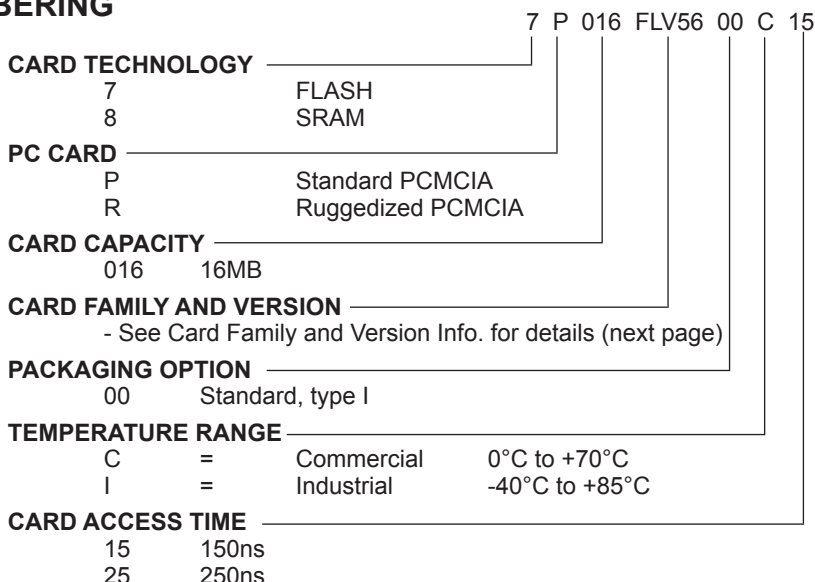 BERING
7 P 016 FLV56 00 C 15
CARD TECHNOLOGY
7 FLASH
8 SRAM
PC CARD
P Standard PCMCIA
R Ruggedized PCMCIA
CARD CAPACITY
016 16MB
CARD FAMILY AND VERSION
- See Card Family and Version Info. for details (next page)
PACKAGING OPTION
00 Standard, type I
TEMPERATURE RANGE
C = Commercial 0°C to +70°C
I = Industrial -40°C to +85°C
CARD ACCESS TIME
15 150ns
25 250ns